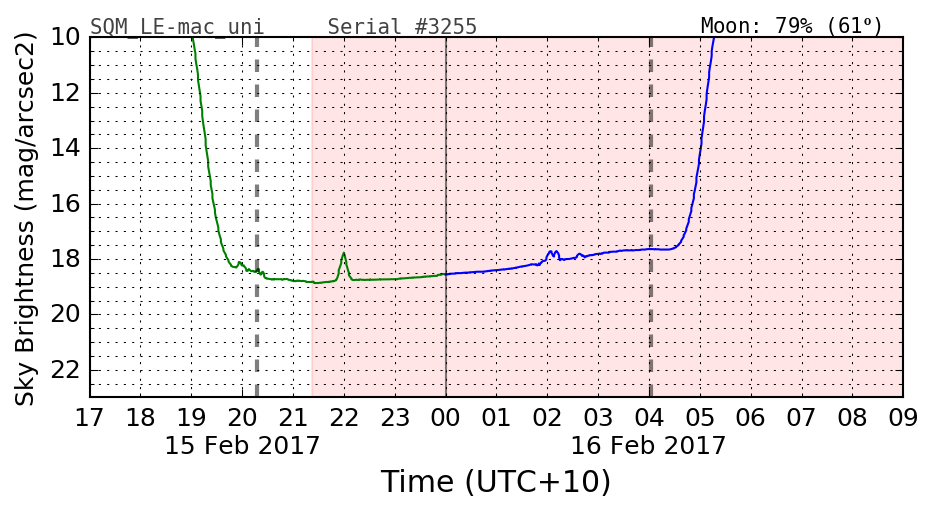 SQM_LE-mac_uni Serial #3255 Moon: 79% (61°)
10
12
14
16
18
20
22
Sky Brightness (mag/arcsec2)
17 18 19 20 21 22 23 00 01 02 03 04 05 06 07 08 09
15 Feb 2017 16 Feb 2017
Time (UTC+10)